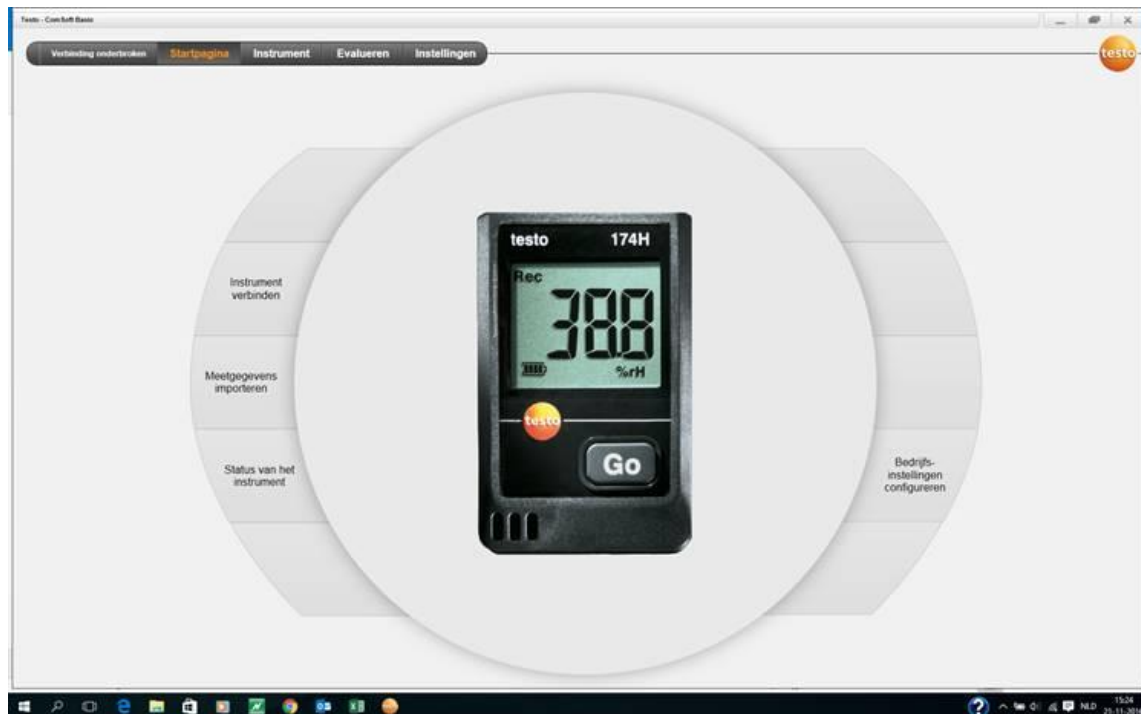 Testo - ComSoft Basic
Verbinding onderbroken Startpagina Instrument Evalueren Instellingen
testo
Instrument
verbinden
Meetgegevens
importeren
Status van het
instrument
testo 174H
Rec
38.8
%rH
testo
Go
Bedrijfs-
instellingen
configureren
NLD
15:24